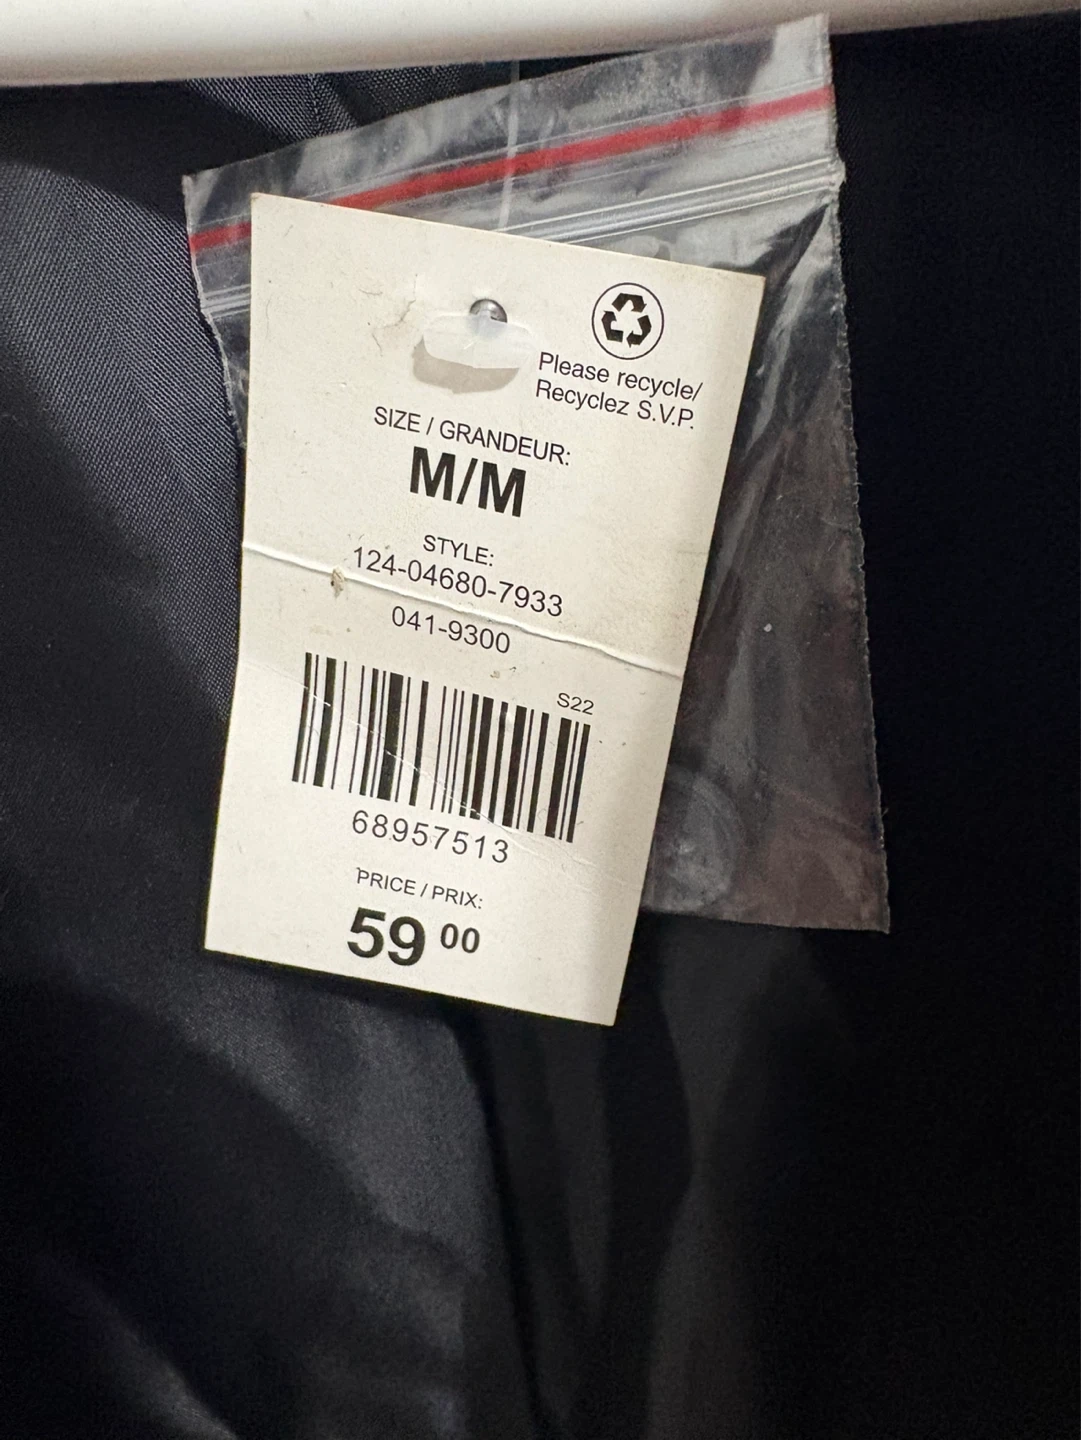 Please recycle/
Recyclez S.V.P.
SIZE / GRANDEUR:
M/M
STYLE:
124-04680-7933
041-9300
S22
68957513
PRICE / PRIX:
59 00